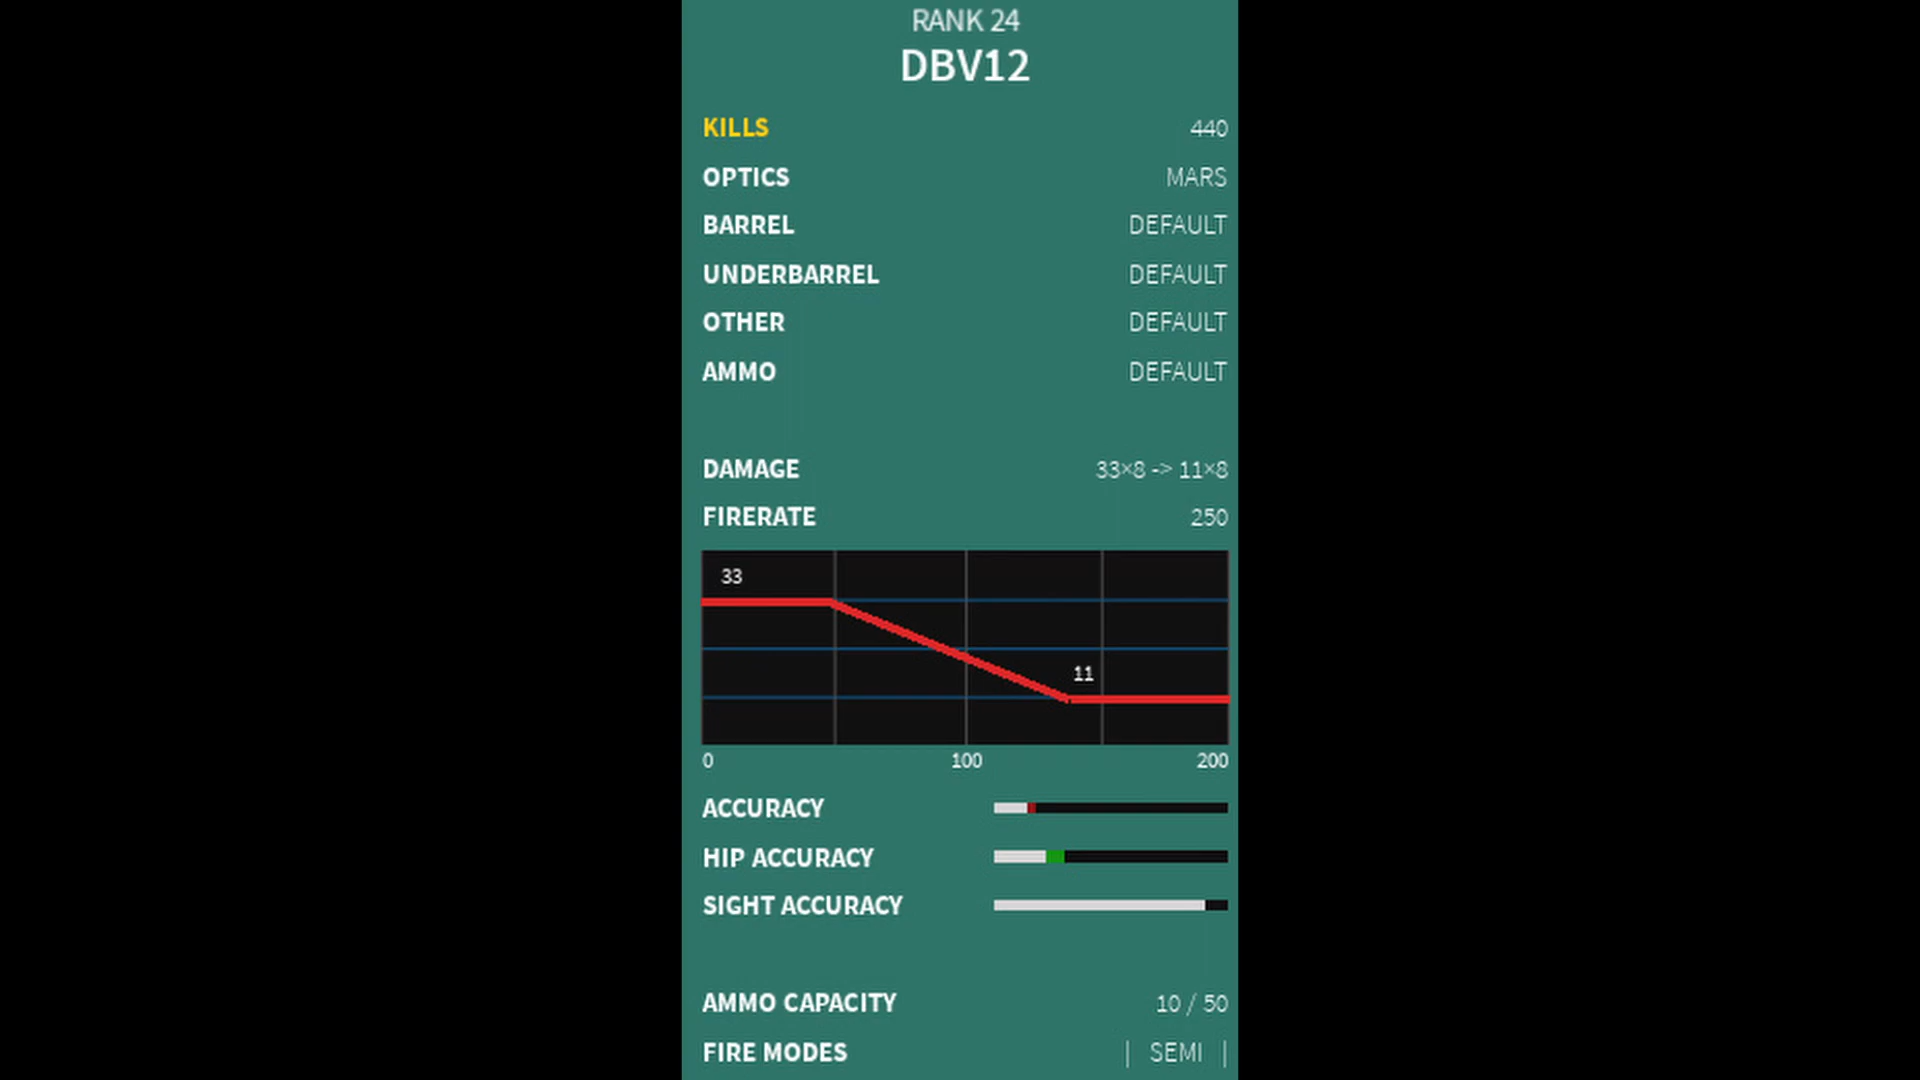 RANK 24
DBV12
KILLS 440
OPTICS MARS
BARREL DEFAULT
UNDERBARREL DEFAULT
OTHER DEFAULT
AMMO DEFAULT
DAMAGE 33×8 -> 11×8
FIRERATE 250
33
11
0 100 200
ACCURACY
HIP ACCURACY
SIGHT ACCURACY
AMMO CAPACITY 10 / 50
FIRE MODES | SEMI |